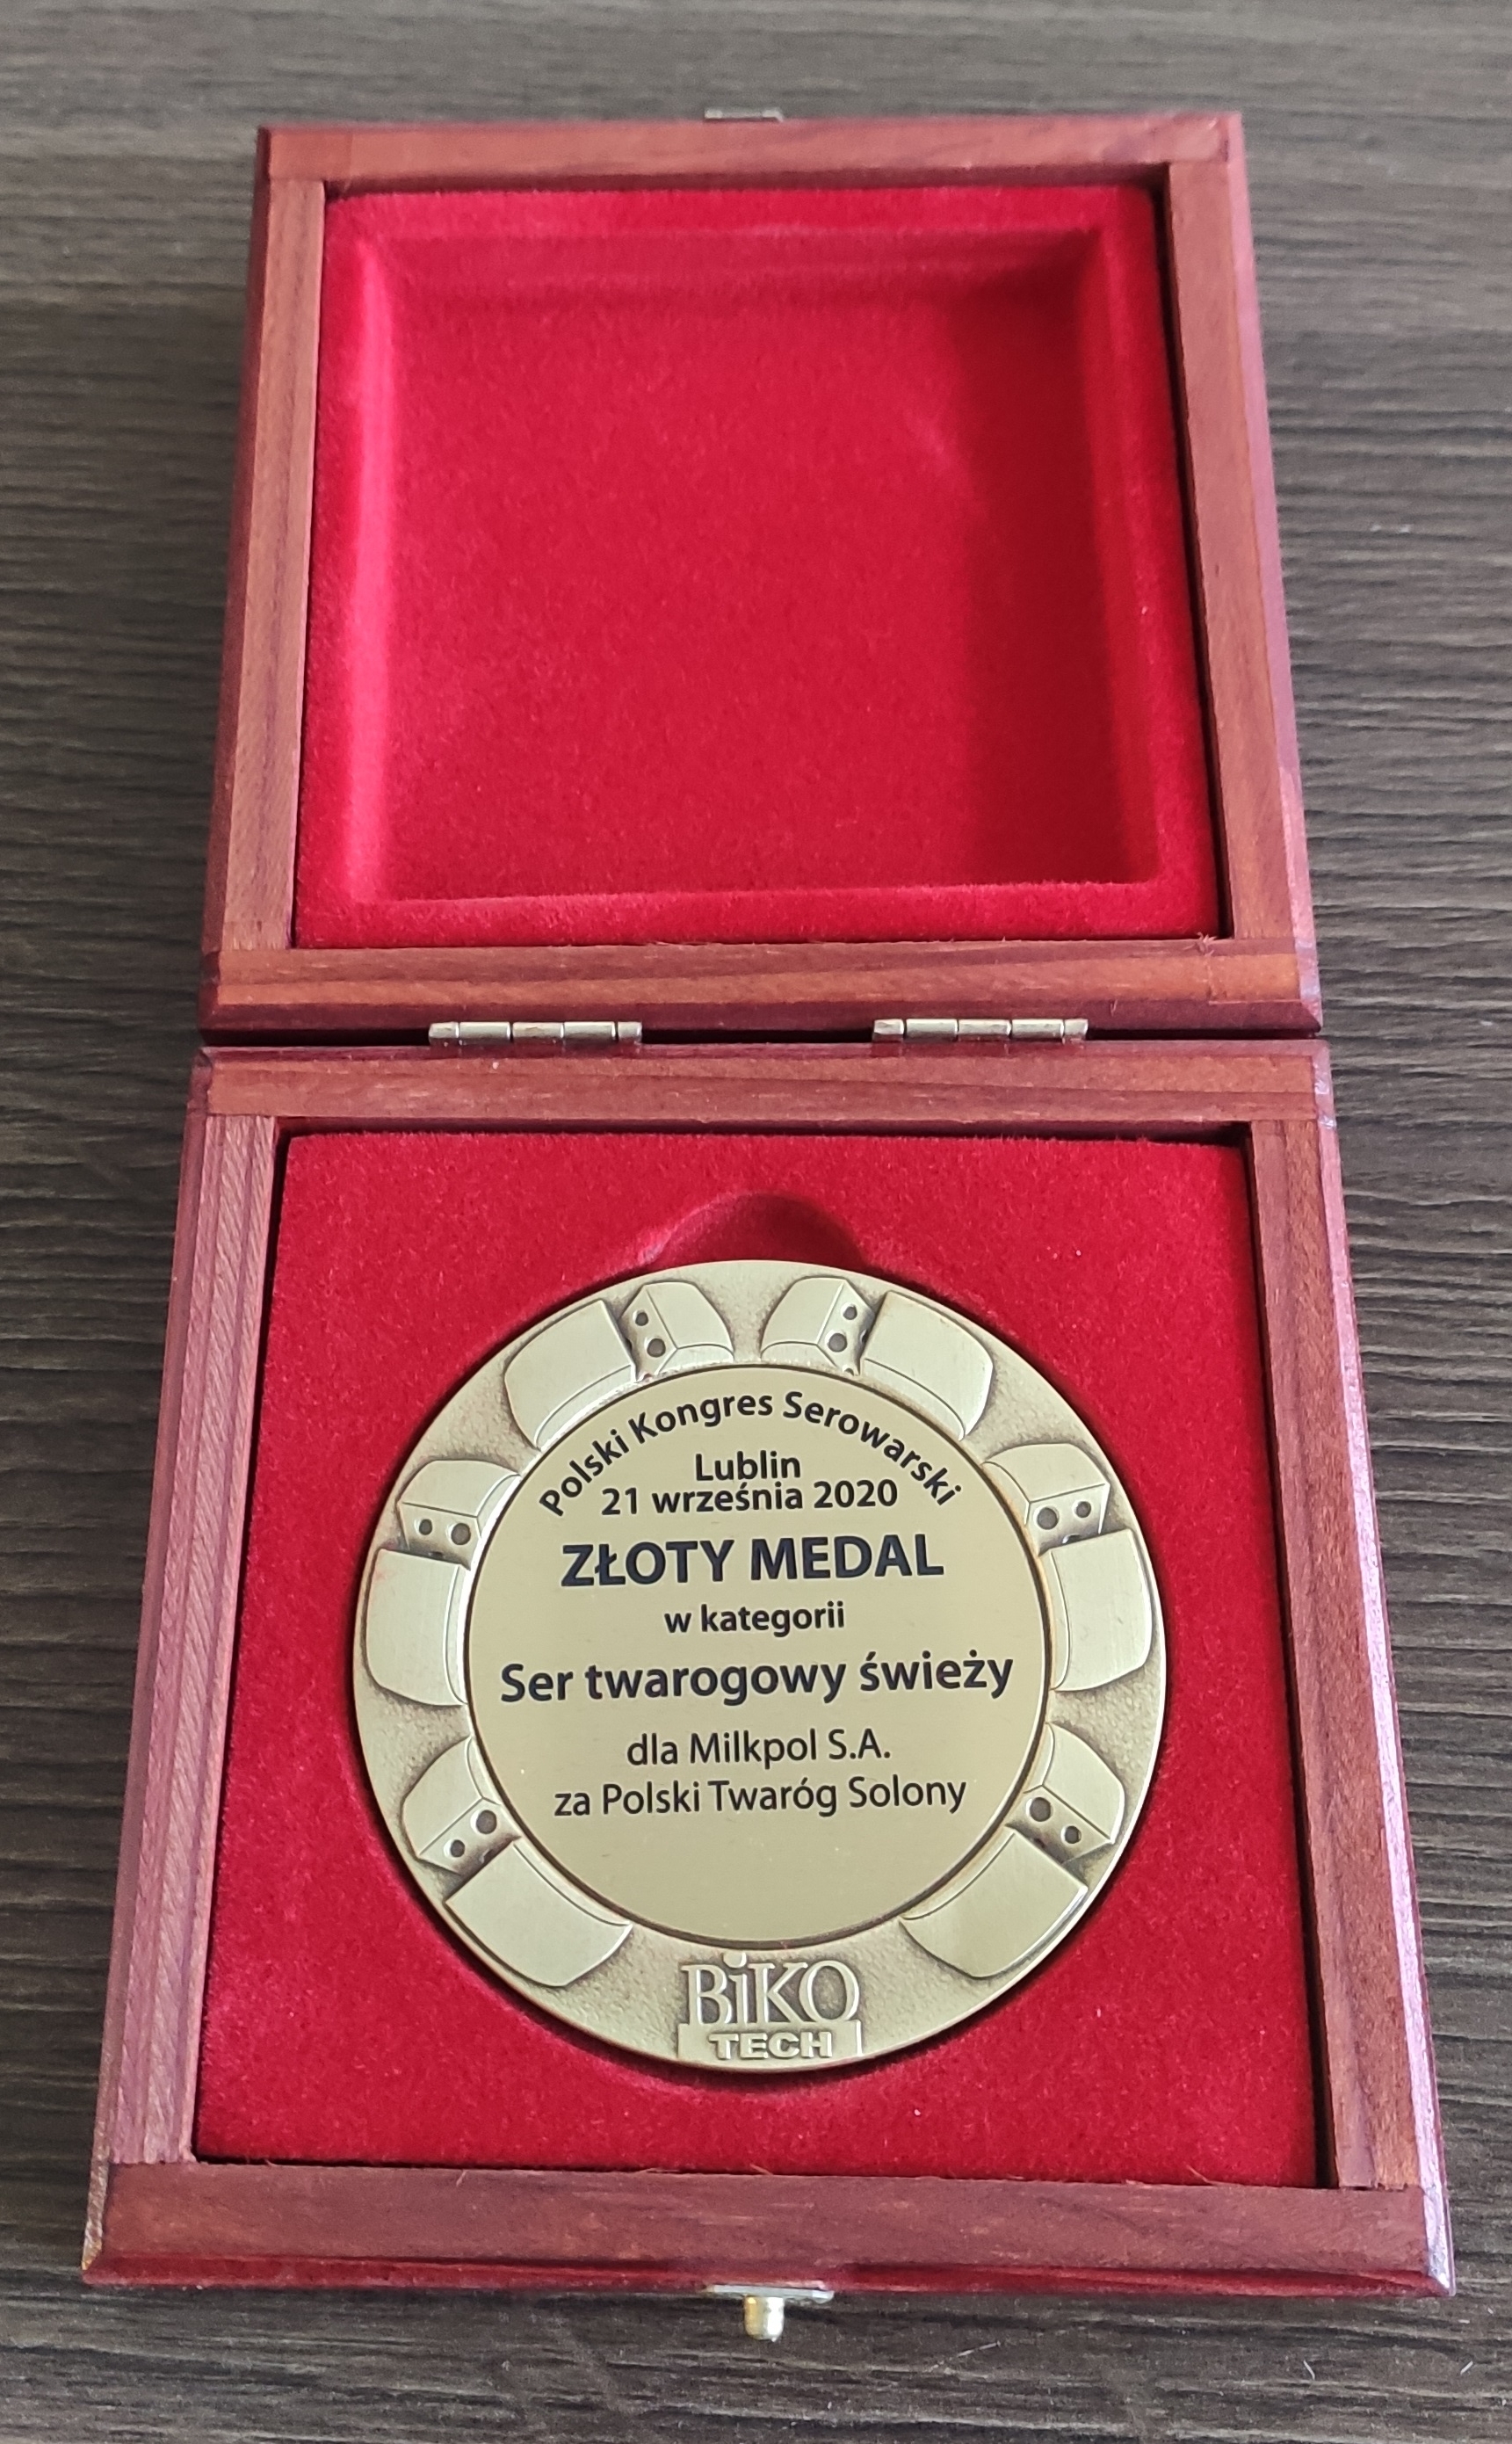 Polski Kongres Serowarski
Lublin
21 września 2020
ZŁOTY MEDAL
w kategorii
Ser twarogowy świeży
dla Milkpol S.A.
za Polski Twaróg Solony
BiKO
TECH